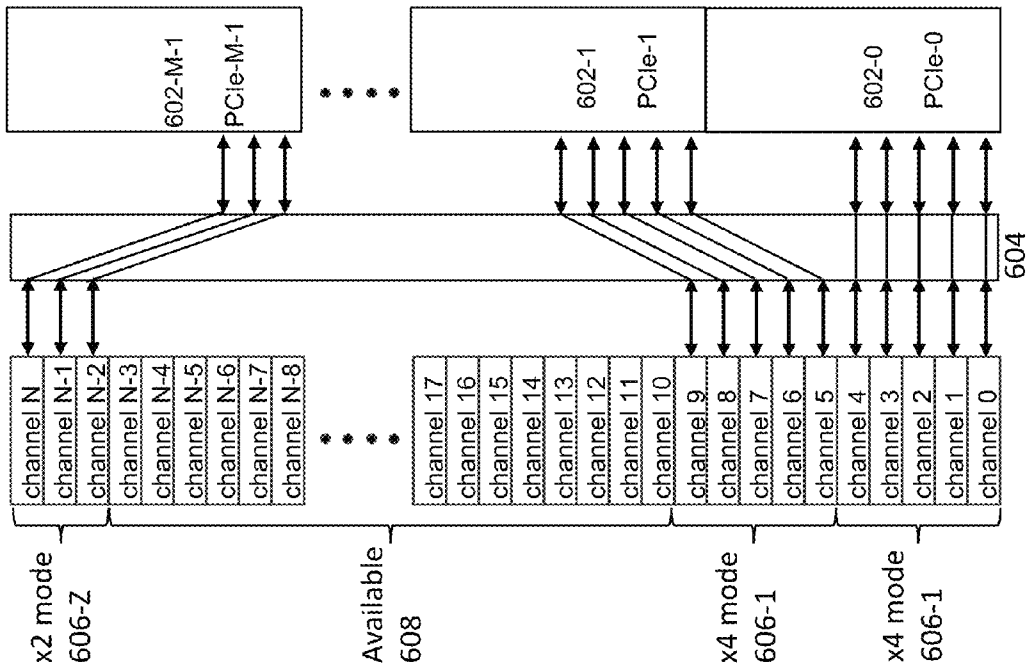 x2 mode
606-Z
Available
608
x4 mode
606-1
x4 mode
606-1
channel N
channel N-1
channel N-2
channel N-3
channel N-4
channel N-5
channel N-6
channel N-7
channel N-8
channel 17
channel 16
channel 15
channel 14
channel 13
channel 12
channel 11
channel 10
channel 9
channel 8
channel 7
channel 6
channel 5
channel 4
channel 3
channel 2
channel 1
channel 0
604
602-M-1
PCIe-M-1
602-1
PCIe-1
602-0
PCIe-0